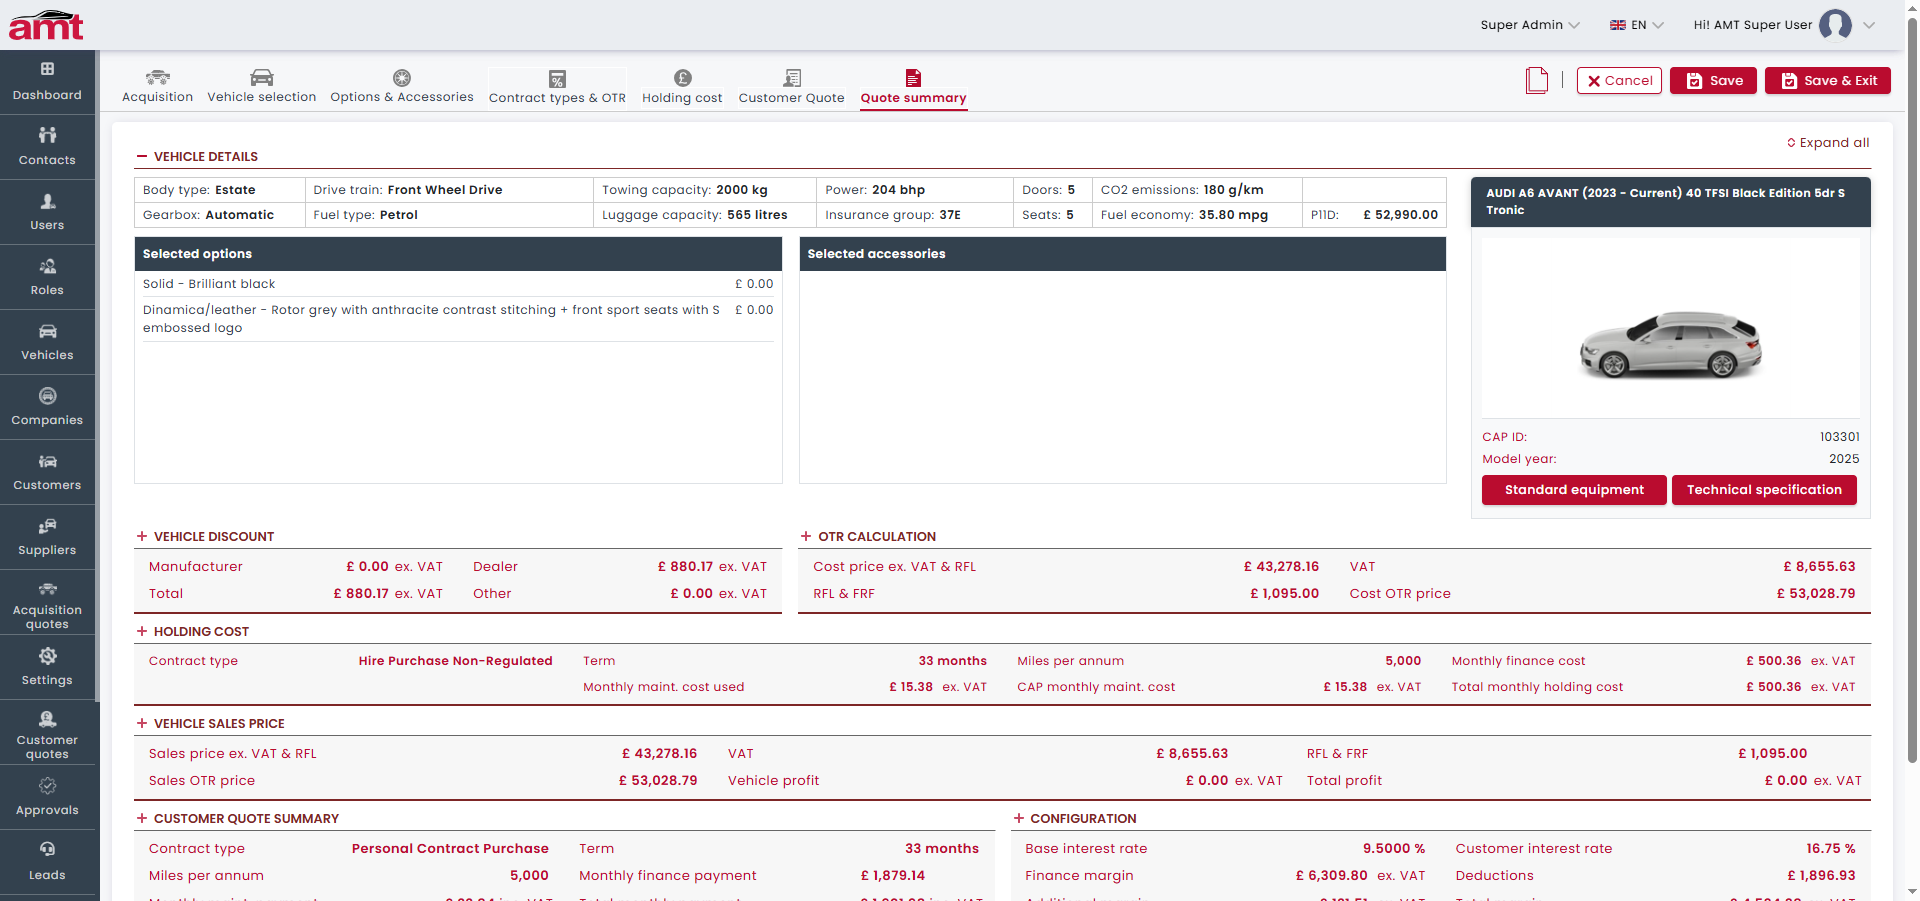 amt
Super Admin
EN
Hi! AMT Super User
Dashboard
Contacts
Users
Roles
Vehicles
Companies
Customers
Suppliers
Acquisition
quotes
Settings
Customer
quotes
Approvals
Leads
Acquisition
Vehicle selection
Options & Accessories
Contract types & OTR
Holding cost
Customer Quote
Quote summary
Cancel
Save
Save & Exit
Expand all
VEHICLE DETAILS
Body type: Estate Drive train: Front Wheel Drive Towing capacity: 2000 kg Power: 204 bhp Doors: 5 CO2 emissions: 180 g/km
Gearbox: Automatic Fuel type: Petrol Luggage capacity: 565 litres Insurance group: 37E Seats: 5 Fuel economy: 35.80 mpg P11D: £ 52,990.00
Selected options
Solid - Brilliant black £ 0.00
Dinamica/leather - Rotor grey with anthracite contrast stitching + front sport seats with S £ 0.00
embossed logo
Selected accessories
AUDI A6 AVANT (2023 - Current) 40 TFSI Black Edition 5dr S
Tronic
CAP ID: 103301
Model year: 2025
Standard equipment
Technical specification
VEHICLE DISCOUNT
Manufacturer £ 0.00 ex. VAT Dealer £ 880.17 ex. VAT
Total £ 880.17 ex. VAT Other £ 0.00 ex. VAT
OTR CALCULATION
Cost price ex. VAT & RFL £ 43,278.16 VAT £ 8,655.63
RFL & FRF £ 1,095.00 Cost OTR price £ 53,028.79
HOLDING COST
Contract type Hire Purchase Non-Regulated Term 33 months Miles per annum 5,000 Monthly finance cost £ 500.36 ex. VAT
Monthly maint. cost used £ 15.38 ex. VAT CAP monthly maint. cost £ 15.38 ex. VAT Total monthly holding cost £ 500.36 ex. VAT
VEHICLE SALES PRICE
Sales price ex. VAT & RFL £ 43,278.16 VAT £ 8,655.63 RFL & FRF £ 1,095.00
Sales OTR price £ 53,028.79 Vehicle profit £ 0.00 ex. VAT Total profit £ 0.00 ex. VAT
CUSTOMER QUOTE SUMMARY
Contract type Personal Contract Purchase Term 33 months
Miles per annum 5,000 Monthly finance payment £ 1,879.14
CONFIGURATION
Base interest rate 9.5000 % Customer interest rate 16.75 %
Finance margin £ 6,309.80 ex. VAT Deductions £ 1,896.93